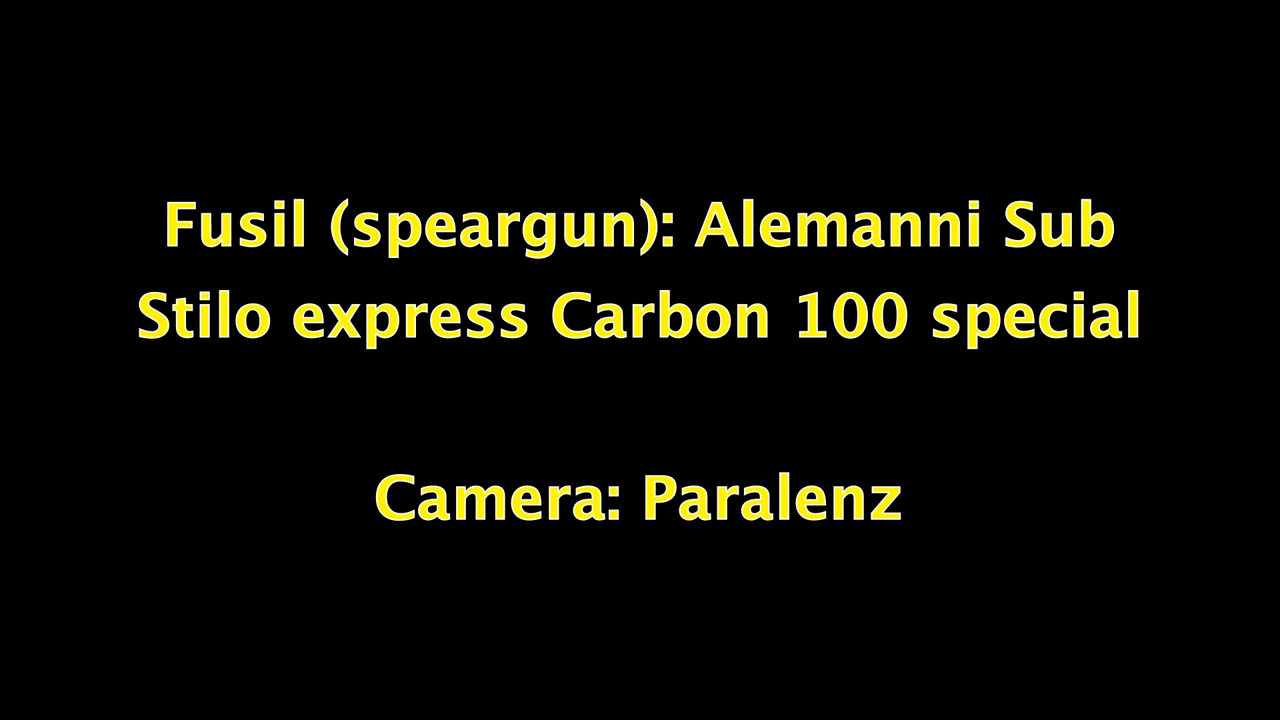 Fusil (speargun): Alemanni Sub
Stilo express Carbon 100 special
Camera: Paralenz